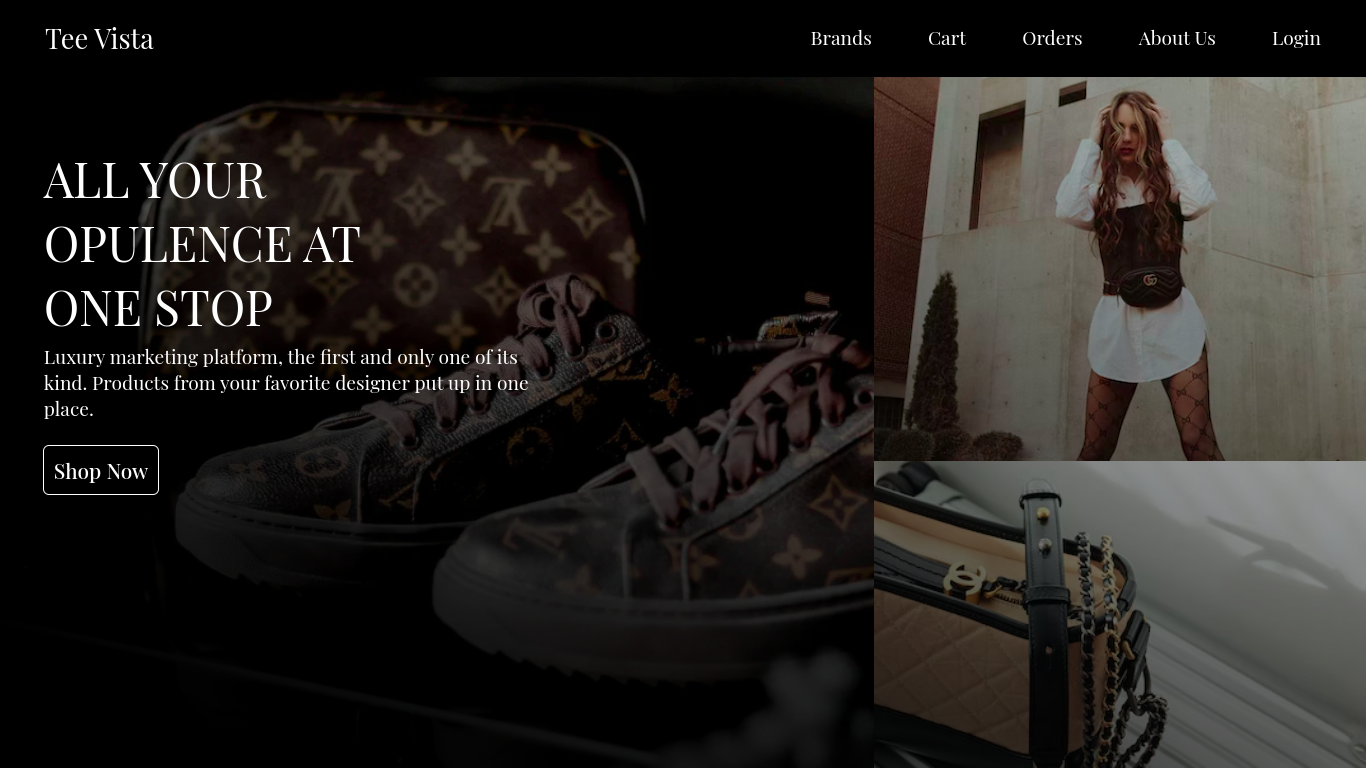 Tee Vista
Brands
Cart
Orders
About Us
Login
ALL YOUR
OPULENCE AT
ONE STOP
Luxury marketing platform, the first and only one of its
kind. Products from your favorite designer put up in one
place.
Shop Now